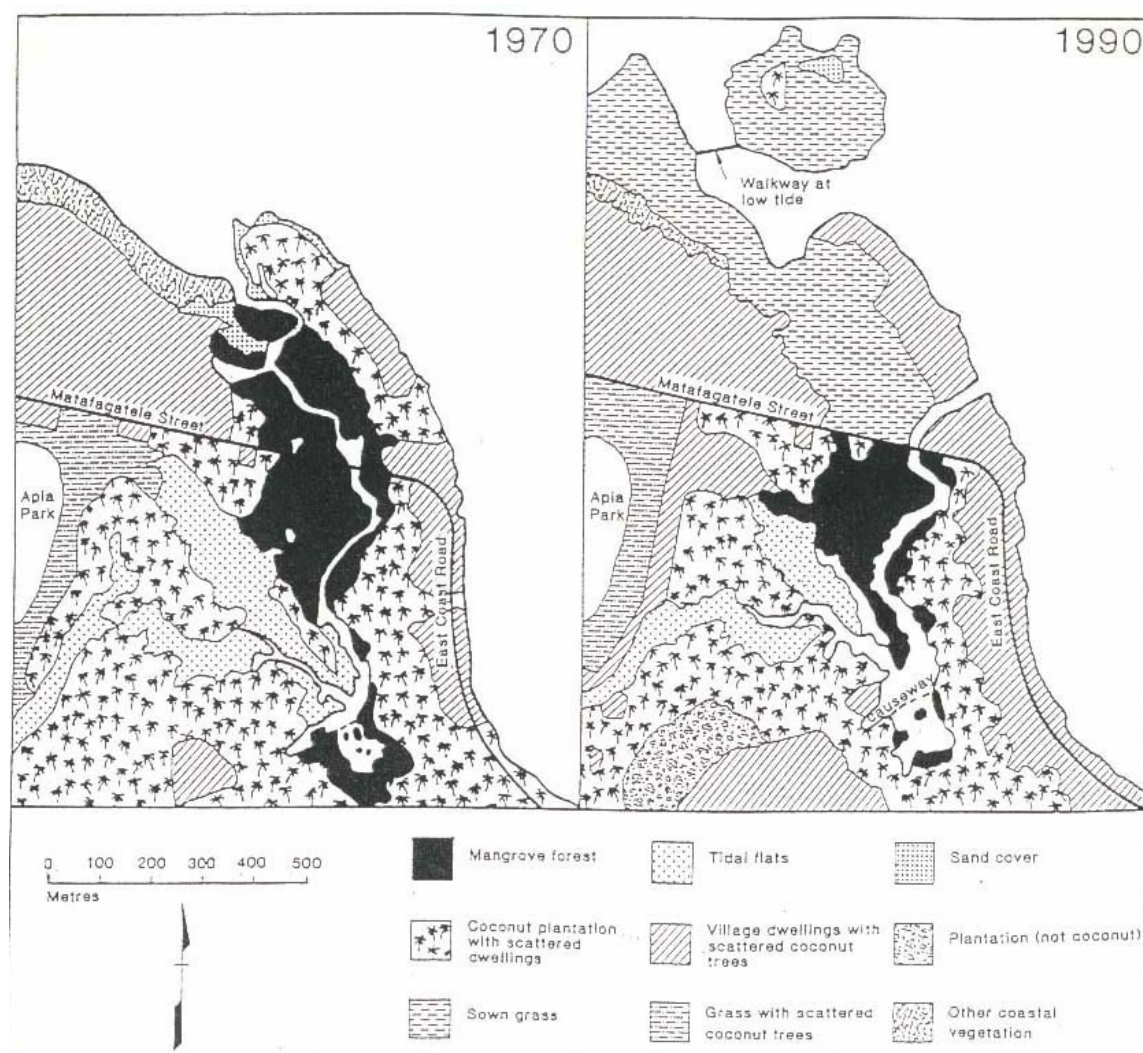 1970
1990
Walkway at
low tide
Matafagatele Street
Matafagatele Street
Apia
Park
Apia
Park
East Coast Road
East Coast Road
Causeway
0 100 200 300 400 500
Metres
Mangrove forest
Tidal flats
Sand cover
Coconut plantation
with scattered
dwellings
Village dwellings with
scattered coconut
trees
Plantation (not coconut)
Sown grass
Grass with scattered
coconut trees
Other coastal
vegetation